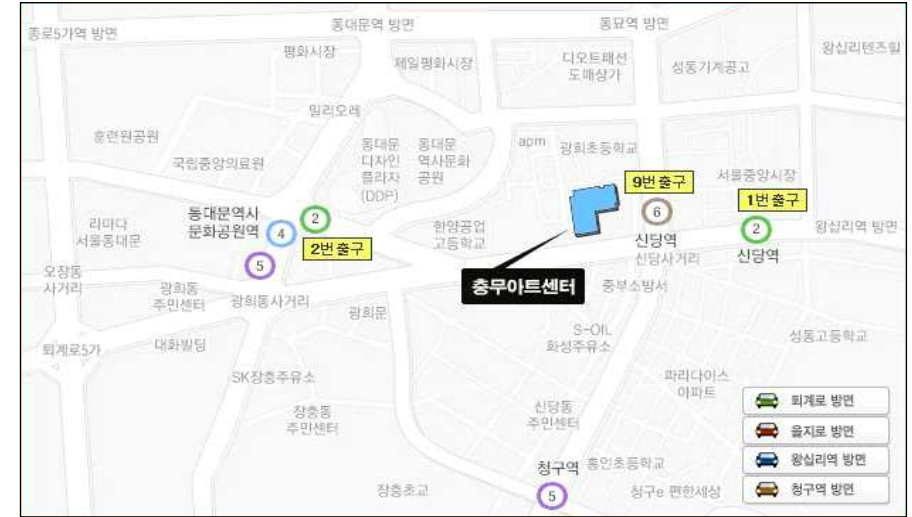 종로5가역 방면
동대문역 방면
동묘역 방면
평화시장
제일평화시장
디오트패션
도매상가
성동기계공고
왕십리텐즈힐
밀리오레
훈련원공원
국립중앙의료원
동대문
디자인
플라자
(DDP)
동대문
역사문화
공원
apm
광희초등학교
서울중앙시장
9번출구
1번출구
라마다
서울동대문
동대문역사
문화공원역
4
2
2번출구
5
한양공업
고등학교
6
신당역
신당사거리
2
신당역
왕십리역 방면
오장동
사거리
광희동
주민센터
광희동사거리
충무아트센터
중부소방서
광희문
퇴계로5가
대화빌딩
S-OIL
화성주유소
성동고등학교
SK장충주유소
파라다이스
아파트
장충동
주민센터
신당동
주민센터
청구역
5
흥인초등학교
장충초교
청구e 편한세상
퇴계로 방면
을지로 방면
왕십리역 방면
청구역 방면